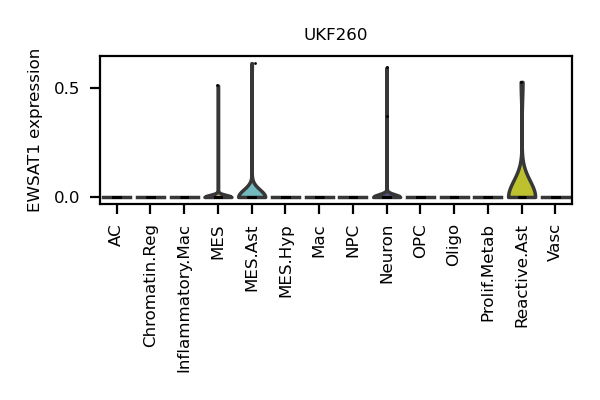 UKF260
EWSAT1 expression
0.5
0.0
AC
Chromatin.Reg
Inflammatory.Mac
MES
MES.Ast
MES.Hyp
Mac
NPC
Neuron
OPC
Oligo
Prolif.Metab
Reactive.Ast
Vasc